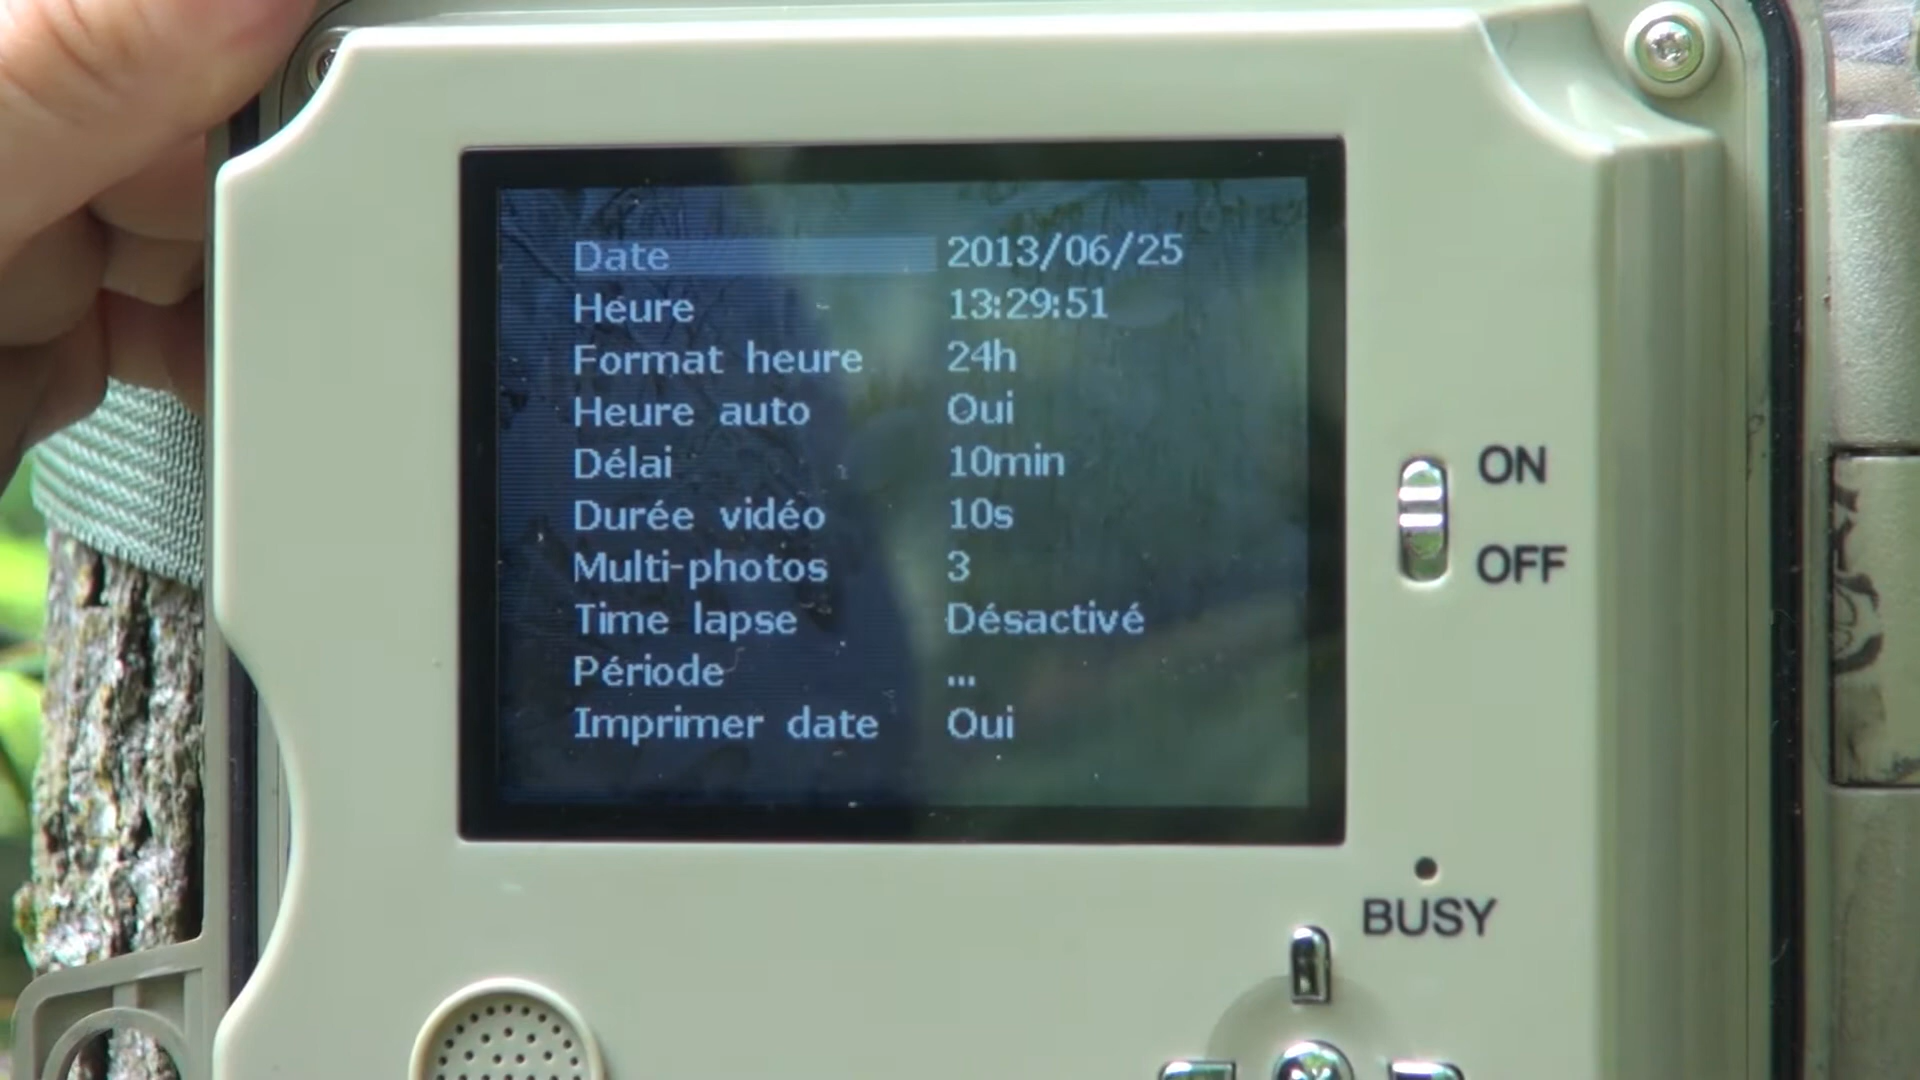 Date 2013/06/25
Heure 13:29:51
Format heure 24h
Heure auto Oui
Délai 10min
Durée vidéo 10s
Multi-photos 3
Time lapse Désactivé
Période ...
Imprimer date Oui
ON
OFF
BUSY